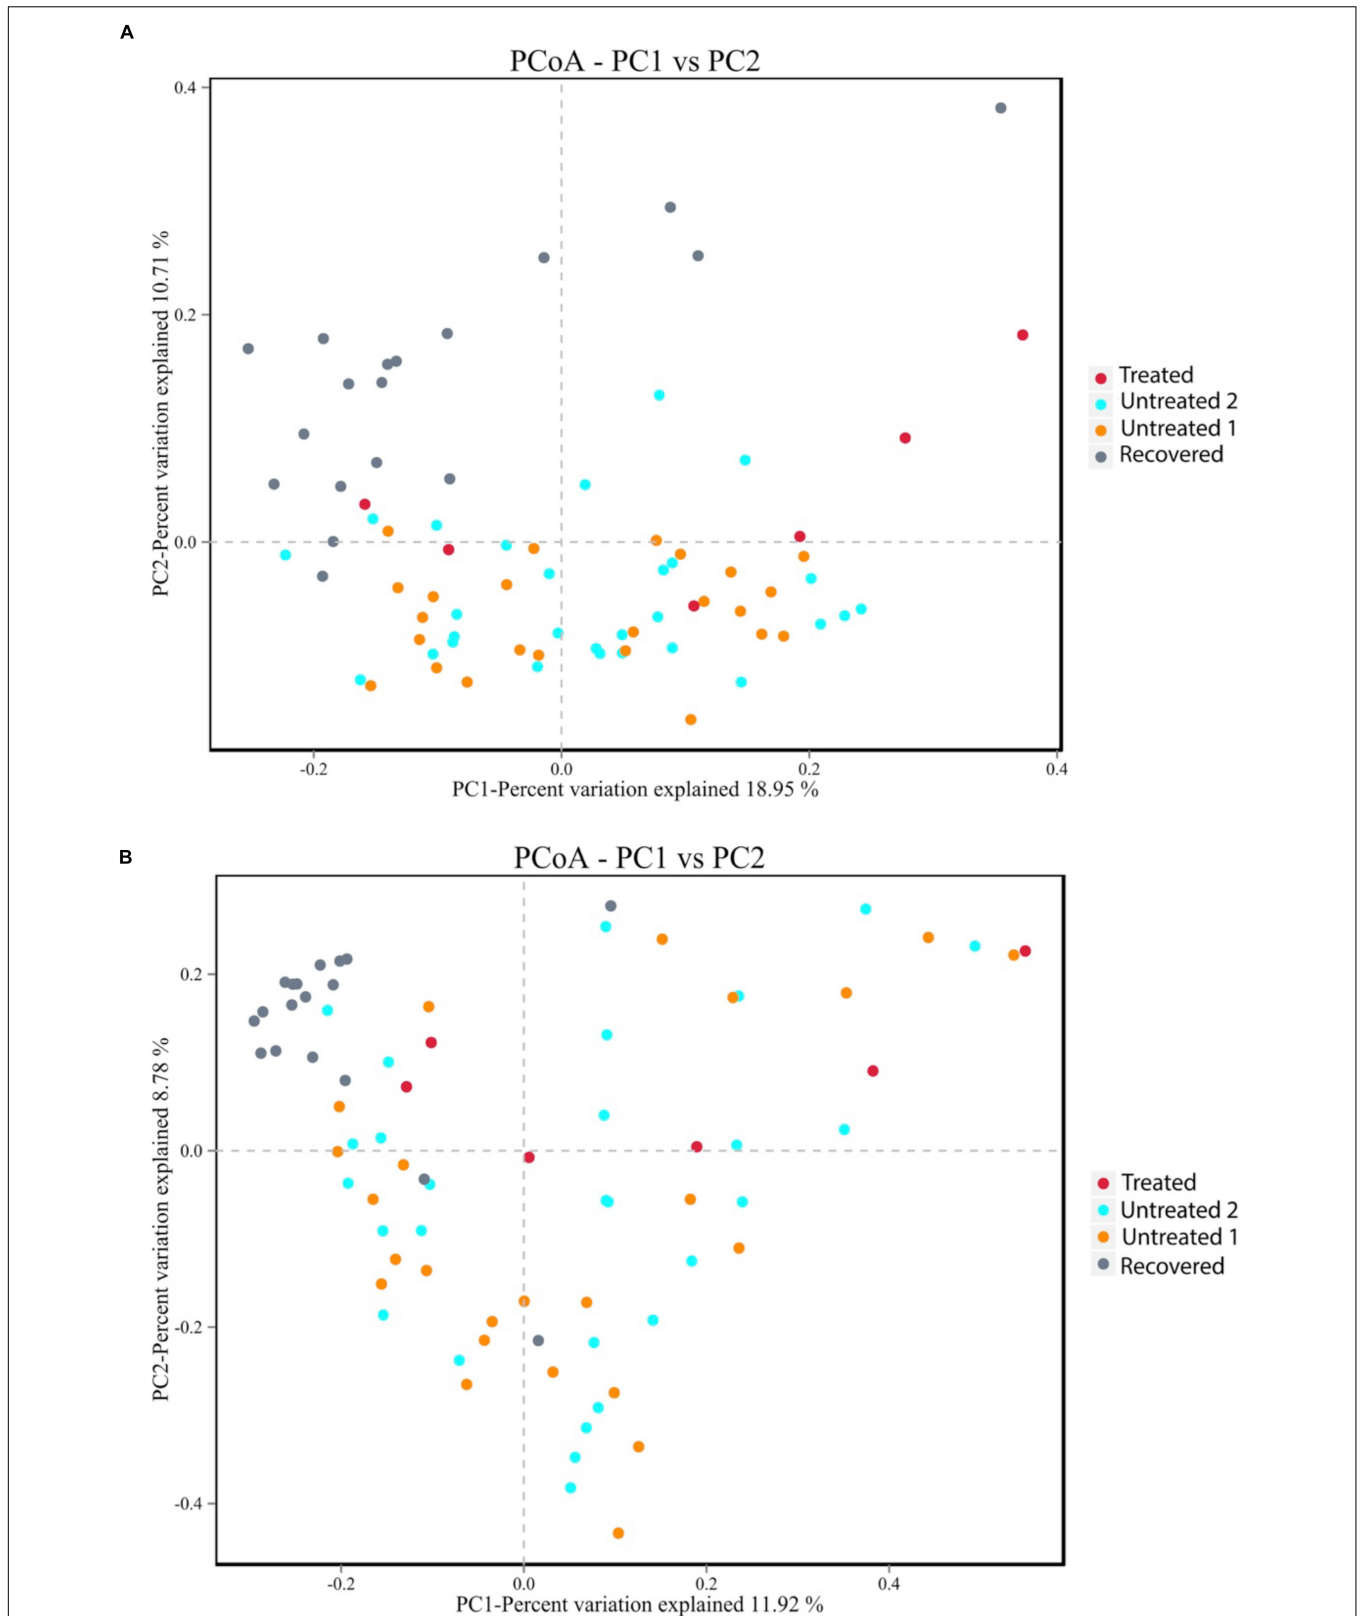 A
PCoA - PC1 vs PC2
0.4
0.2
0.0
PC2-Percent variation explained 10.71 %
-0.2
0.0
0.2
0.4
PC1-Percent variation explained 18.95 %
Treated
Untreated 2
Untreated 1
Recovered
B
PCoA - PC1 vs PC2
0.2
0.0
-0.2
-0.4
PC2-Percent variation explained 8.78 %
-0.2
0.0
0.2
0.4
PC1-Percent variation explained 11.92 %
Treated
Untreated 2
Untreated 1
Recovered